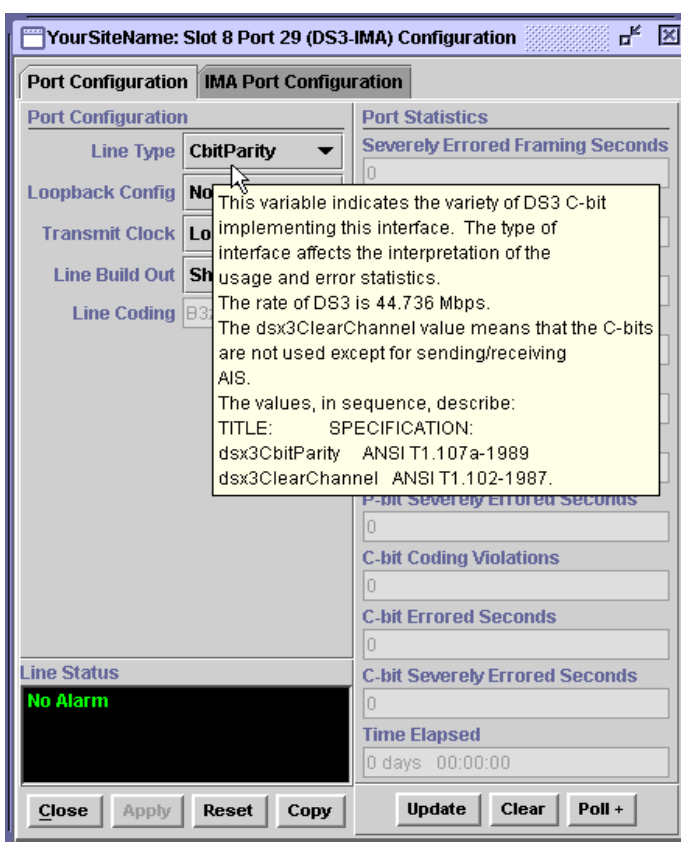 YourSiteName: Slot 8 Port 29 (DS3-IMA) Configuration
Port Configuration
IMA Port Configuration
Port Configuration
Line Type CbitParity
Loopback Config No
Transmit Clock Lo
Line Build Out Sh
Line Coding B3
Port Statistics
Severely Errored Framing Seconds
0
This variable indicates the variety of DS3 C-bit
implementing this interface. The type of
interface affects the interpretation of the
usage and error statistics.
The rate of DS3 is 44.736 Mbps.
The dsx3ClearChannel value means that the C-bits
are not used except for sending/receiving
AIS.
The values, in sequence, describe:
TITLE: SPECIFICATION:
dsx3CbitParity ANSI T1.107a-1989
dsx3ClearChannel ANSI T1.102-1987.
P-bit Severely Errored Seconds
0
C-bit Coding Violations
0
C-bit Errored Seconds
0
C-bit Severely Errored Seconds
0
Time Elapsed
0 days 00:00:00
Line Status
No Alarm
Close Apply Reset Copy
Update Clear Poll +